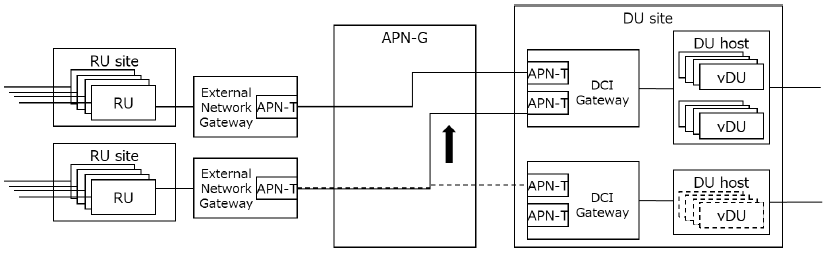 APN-G
DU site
RU site
RU
External
Network
Gateway
APN-T
APN-T
APN-T
DCI
Gateway
DU host
vDU
vDU
RU site
RU
External
Network
Gateway
APN-T
APN-T
APN-T
DCI
Gateway
DU host
vDU